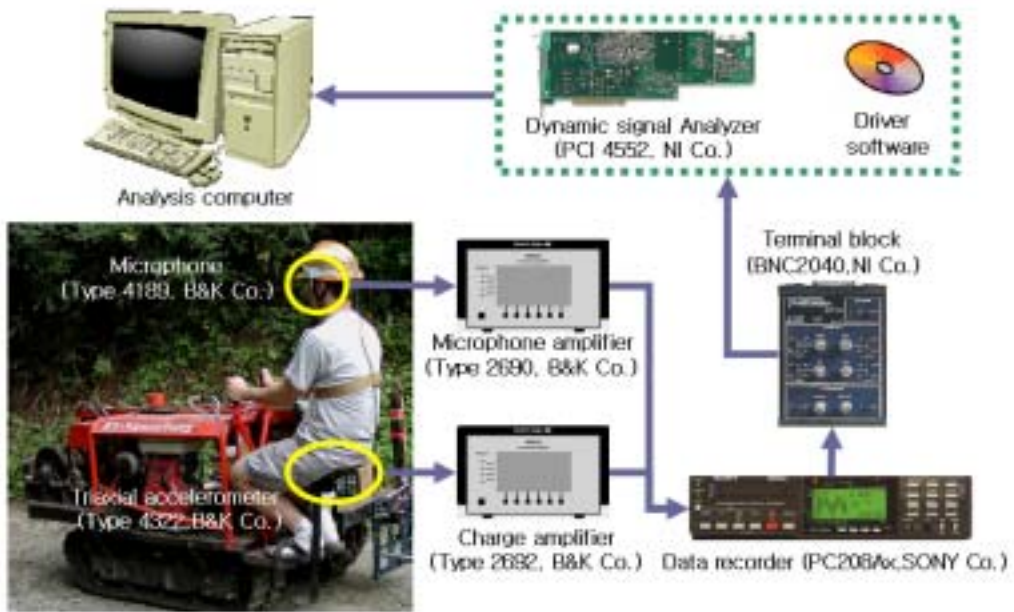 Dynamic signal Analyzer
(PCI 4552, NI Co.)
Driver
software
Analysis computer
Terminal block
(BNC2040,NI Co.)
Microphone
(Type 4189, B&K Co.)
Microphone amplifier
(Type 2690, B&K Co.)
Triaxial accelerometer
(Type 4322,B&K Co.)
Charge amplifier
(Type 2692, B&K Co.)
Data recorder (PC208Ax,SONY Co.)